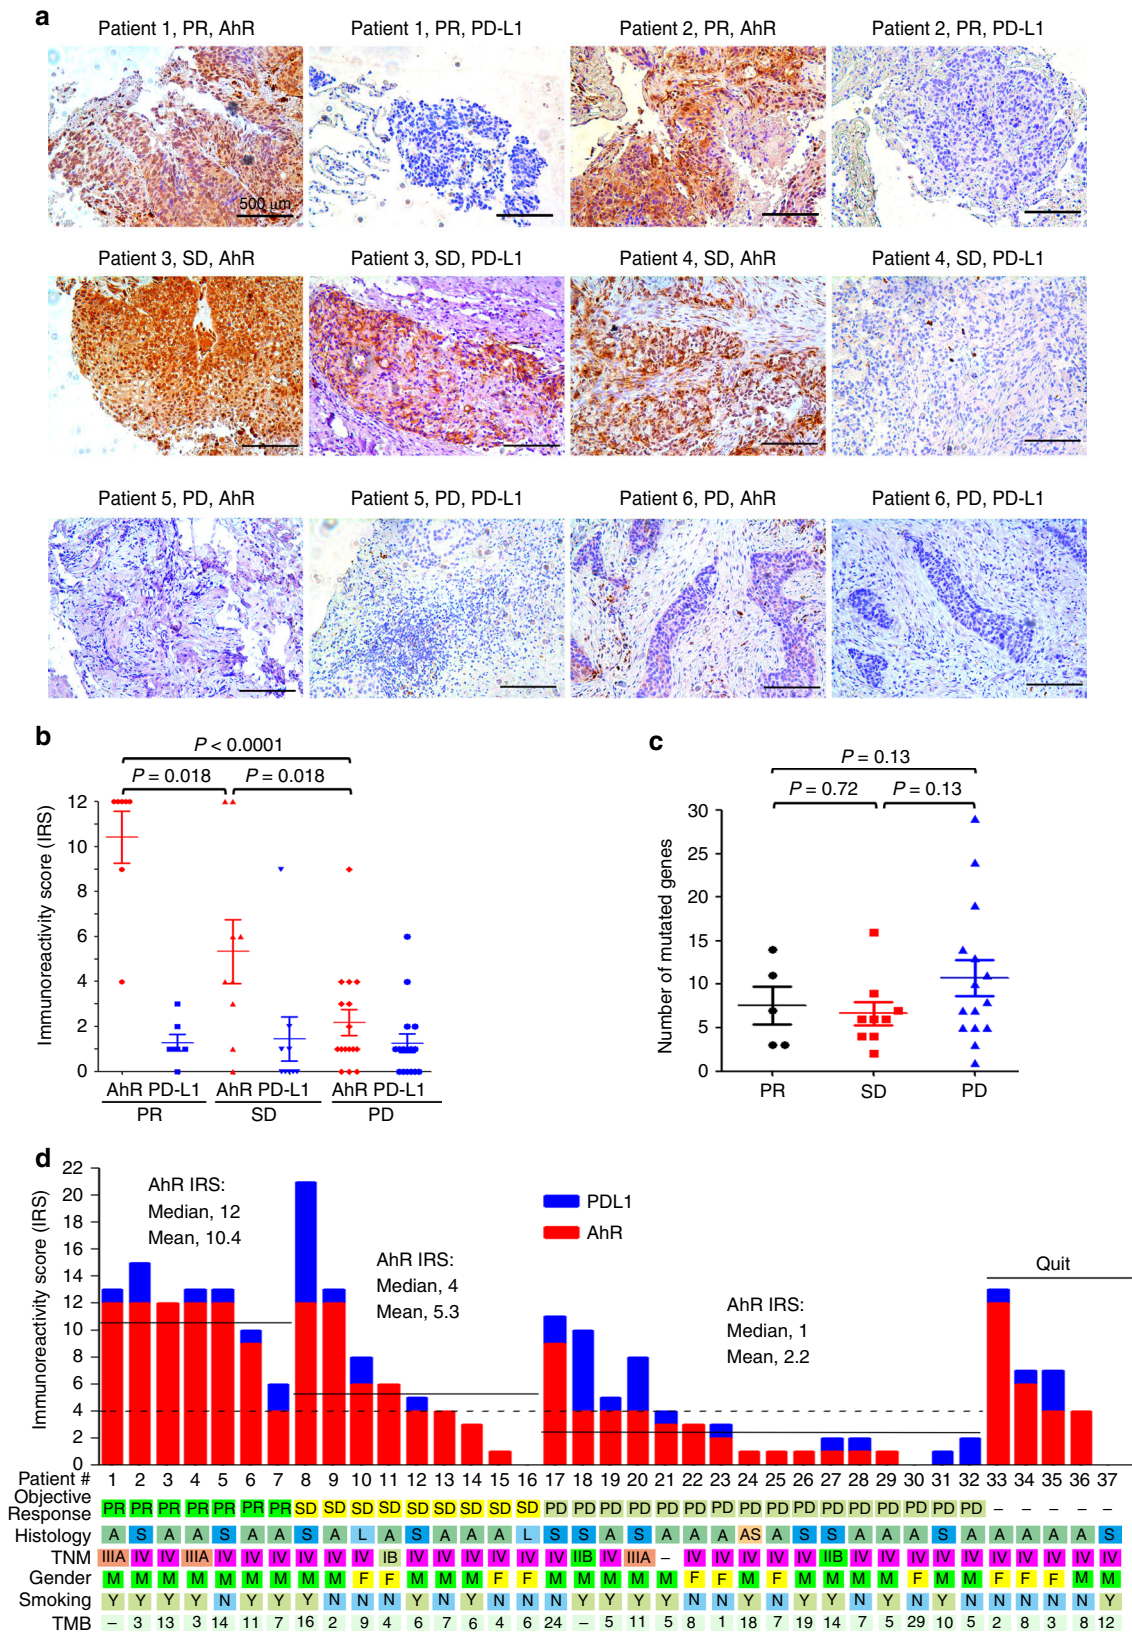 a
Patient 1, PR, AhR
Patient 1, PR, PD-L1
Patient 2, PR, AhR
Patient 2, PR, PD-L1
500 µm
Patient 3, SD, AhR
Patient 3, SD, PD-L1
Patient 4, SD, AhR
Patient 4, SD, PD-L1
Patient 5, PD, AhR
Patient 5, PD, PD-L1
Patient 6, PD, AhR
Patient 6, PD, PD-L1
b
P < 0.0001
P = 0.018 P = 0.018
Immunoreactivity score (IRS)
12
10
8
6
4
2
0
AhR PD-L1 AhR PD-L1 AhR PD-L1
PR SD PD
c
P = 0.13
P = 0.72 P = 0.13
Number of mutated genes
30
25
20
15
10
5
0
PR SD PD
d
Immunoreactivity score (IRS)
22
20
18
16
14
12
10
8
6
4
2
0
AhR IRS:
Median, 12
Mean, 10.4
AhR IRS:
Median, 4
Mean, 5.3
PDL1
AhR
AhR IRS:
Median, 1
Mean, 2.2
Quit
Patient # 1 2 3 4 5 6 7 8 9 10 11 12 13 14 15 16 17 18 19 20 21 22 23 24 25 26 27 28 29 30 31 32 33 34 35 36 37
Objective
Response PR PR PR PR PR PR PR SD SD SD SD SD SD SD SD SD PD PD PD PD PD PD PD PD PD PD PD PD PD PD PD PD – – – – –
Histology A S A A S A A S A L A S A A A L S S A S A A A AS A S S A A A S A A A A A S
TNM IIIA IV IV IIIA IV IV IV IV IV IV IB IV IV IV IV IV IV IIB IV IIIA – IV IV IV IV IV IIB IV IV IV IV IV IV IV IV IV IV
Gender M M M M M M M M M F F M M M F F M M M M M F F M F M M M M F M M F F F M M
Smoking Y Y Y Y N Y Y Y N N N Y N Y N N N Y Y Y Y N N Y N Y Y N Y N Y N N N N N Y
TMB – 3 13 3 14 11 7 16 2 9 4 6 7 6 4 6 24 – 5 11 5 8 1 18 7 19 14 7 5 29 10 5 2 8 3 8 12